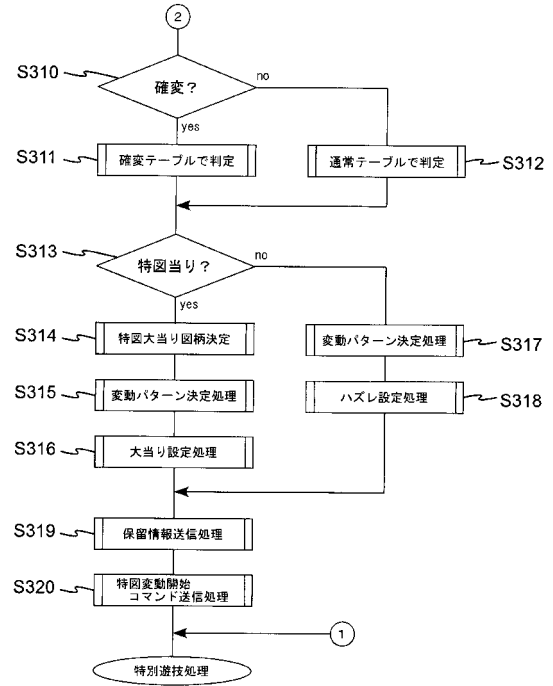 2
S310
確変?
no
yes
S311
確変テーブルで判定
通常テーブルで判定
S312
S313
特図当り?
no
yes
S314
特図大当り図柄決定
変動パターン決定処理
S317
S315
変動パターン決定処理
ハズレ設定処理
S318
S316
大当り設定処理
S319
保留情報送信処理
S320
特図変動開始
コマンド送信処理
1
特別遊技処理